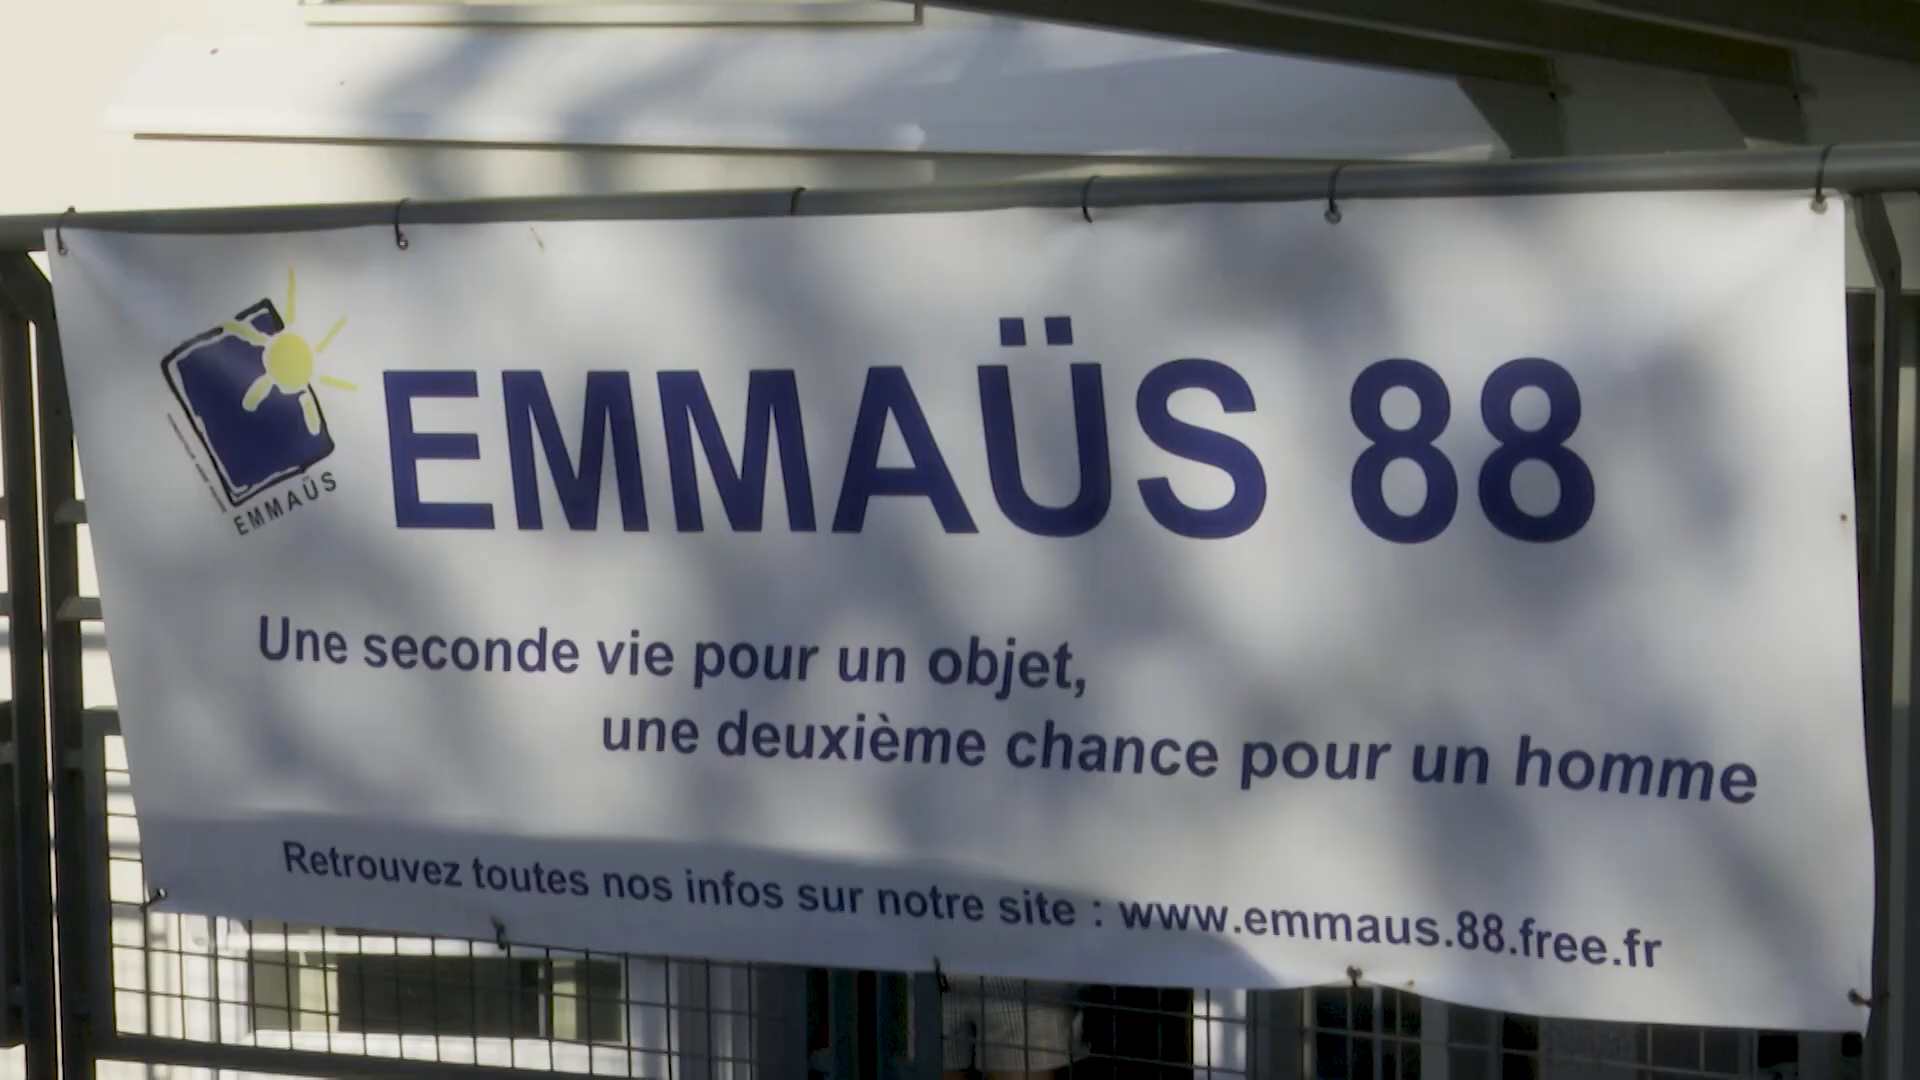 EMMAÜS
EMMAÜS 88
Une seconde vie pour un objet,
une deuxième chance pour un homme
Retrouvez toutes nos infos sur notre site : www.emmaus.88.free.fr